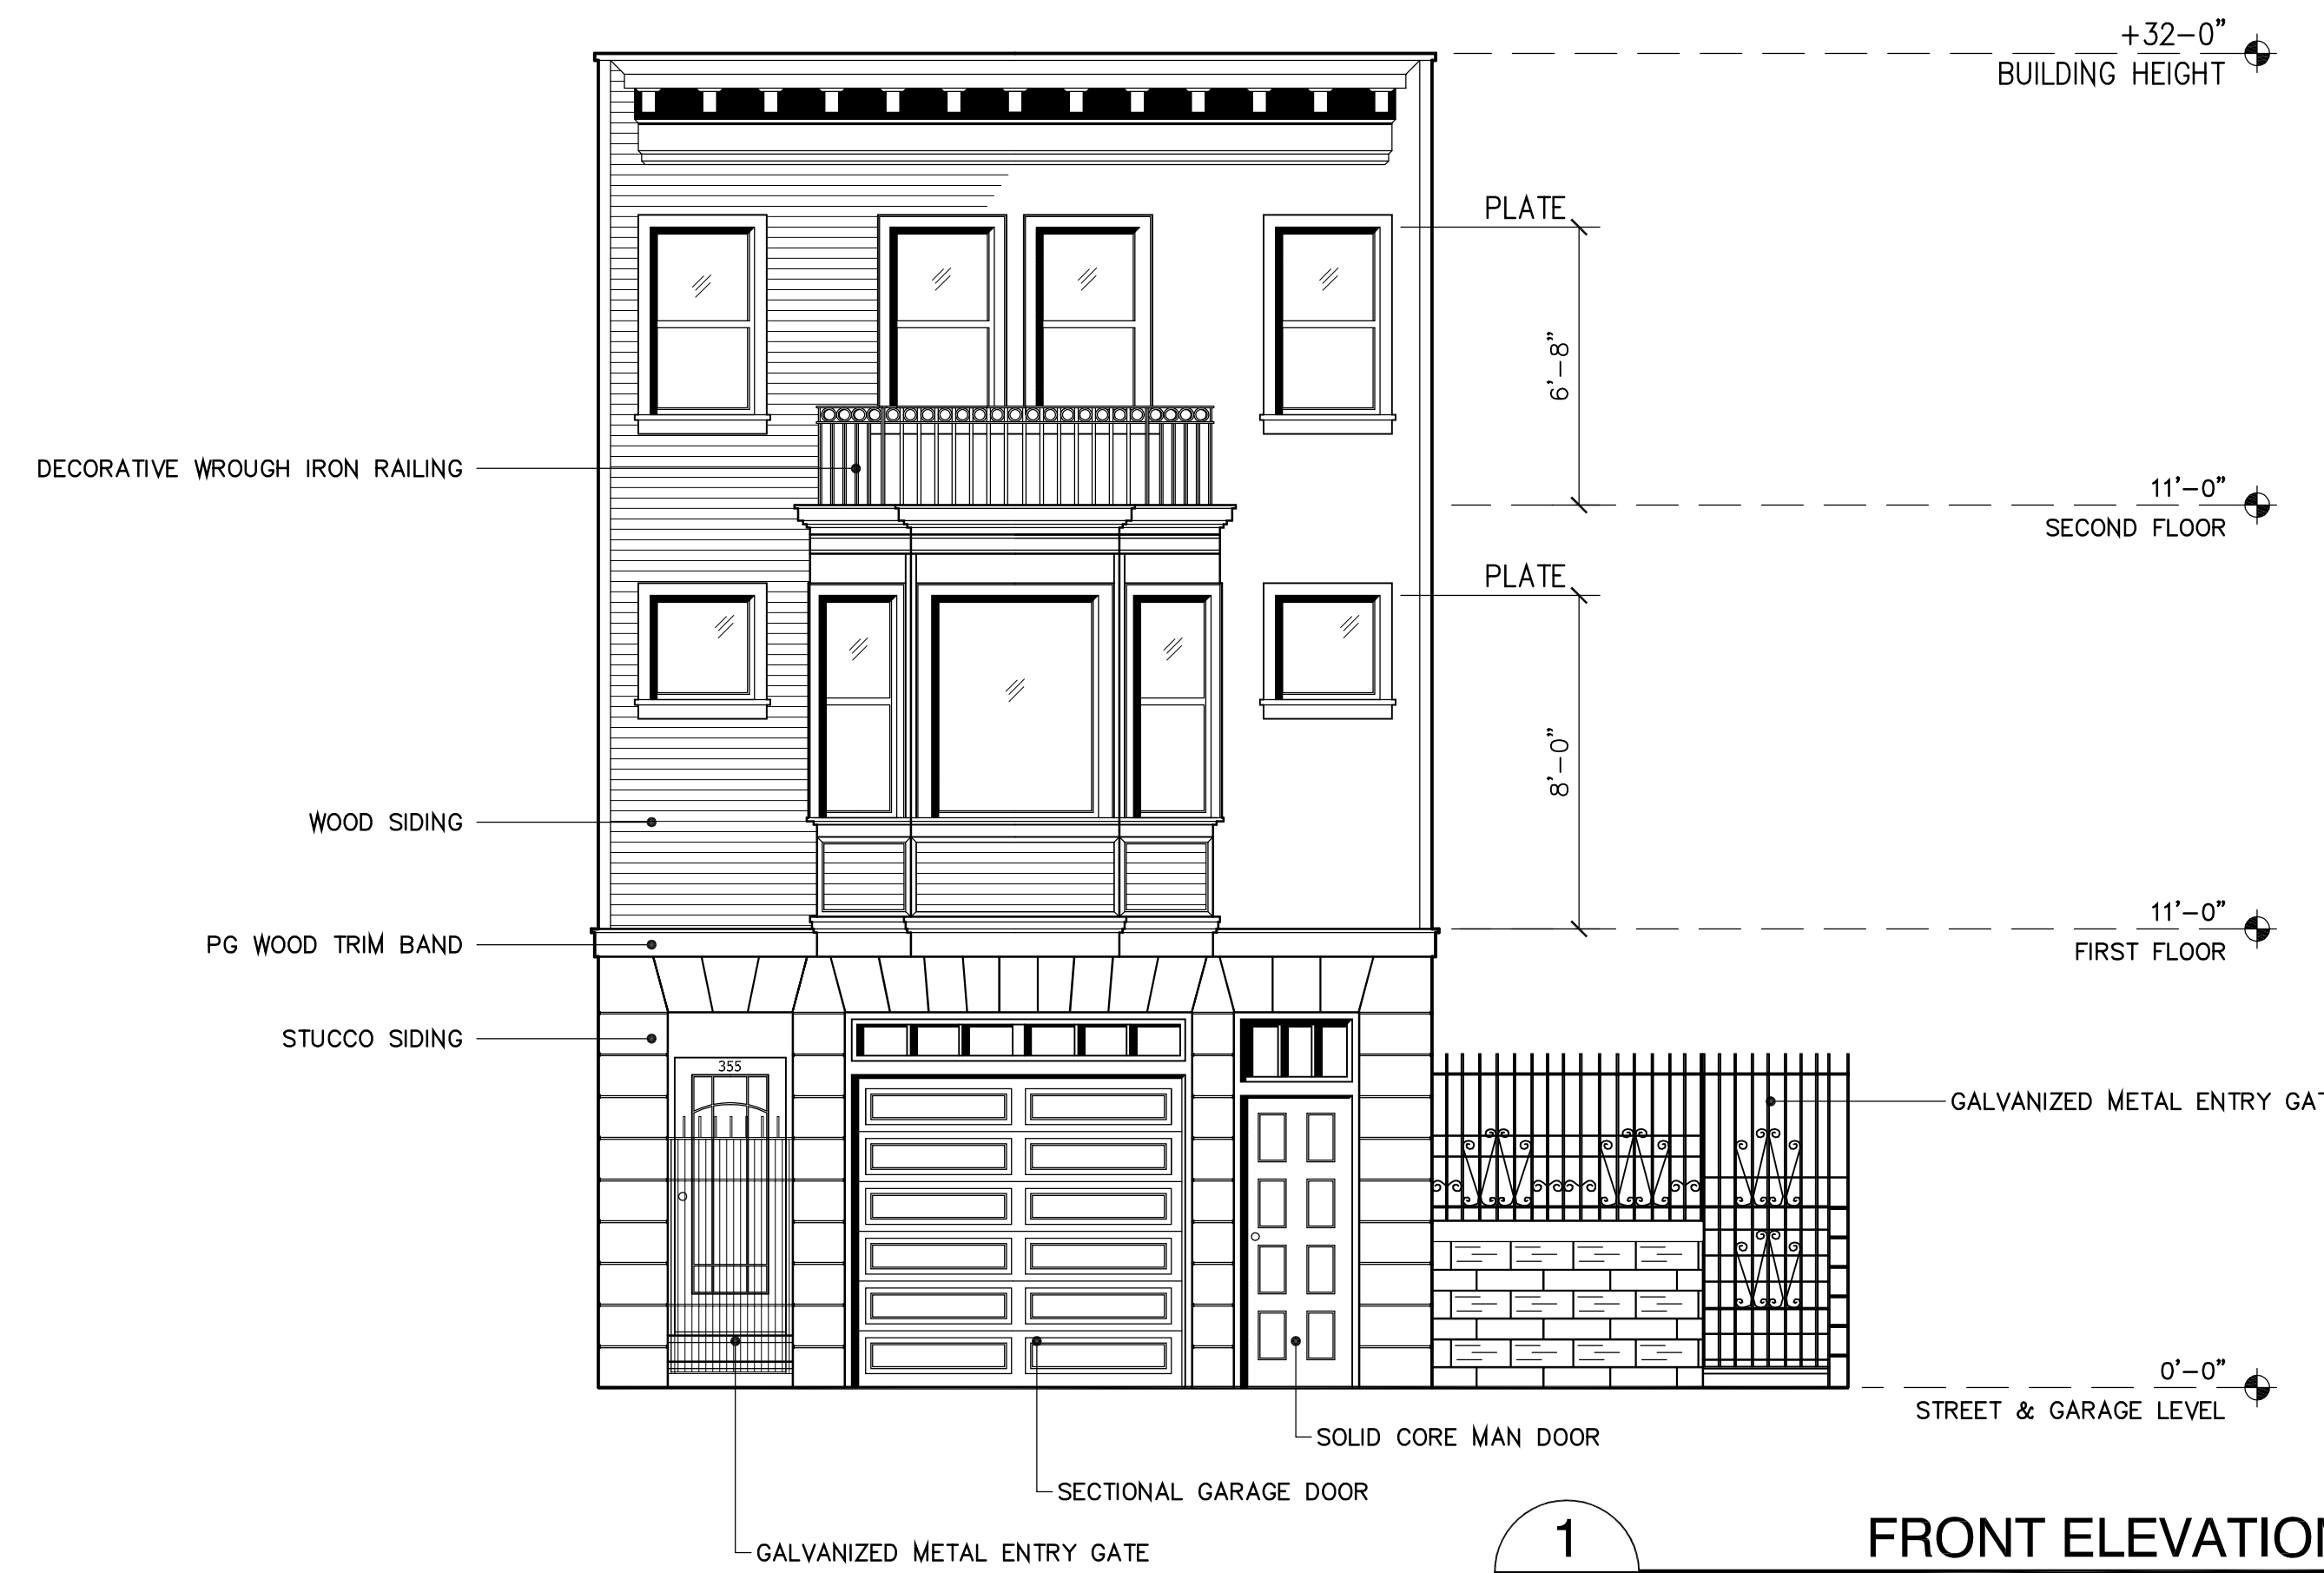 +32-0"
BUILDING HEIGHT
PLATE
6'-8"
DECORATIVE WROUGH IRON RAILING
11'-0"
SECOND FLOOR
PLATE
8'-0"
WOOD SIDING
11'-0"
FIRST FLOOR
PG WOOD TRIM BAND
STUCCO SIDING
355
GALVANIZED METAL ENTRY GAT
0'-0"
STREET & GARAGE LEVEL
SOLID CORE MAN DOOR
SECTIONAL GARAGE DOOR
GALVANIZED METAL ENTRY GATE
1
FRONT ELEVATION